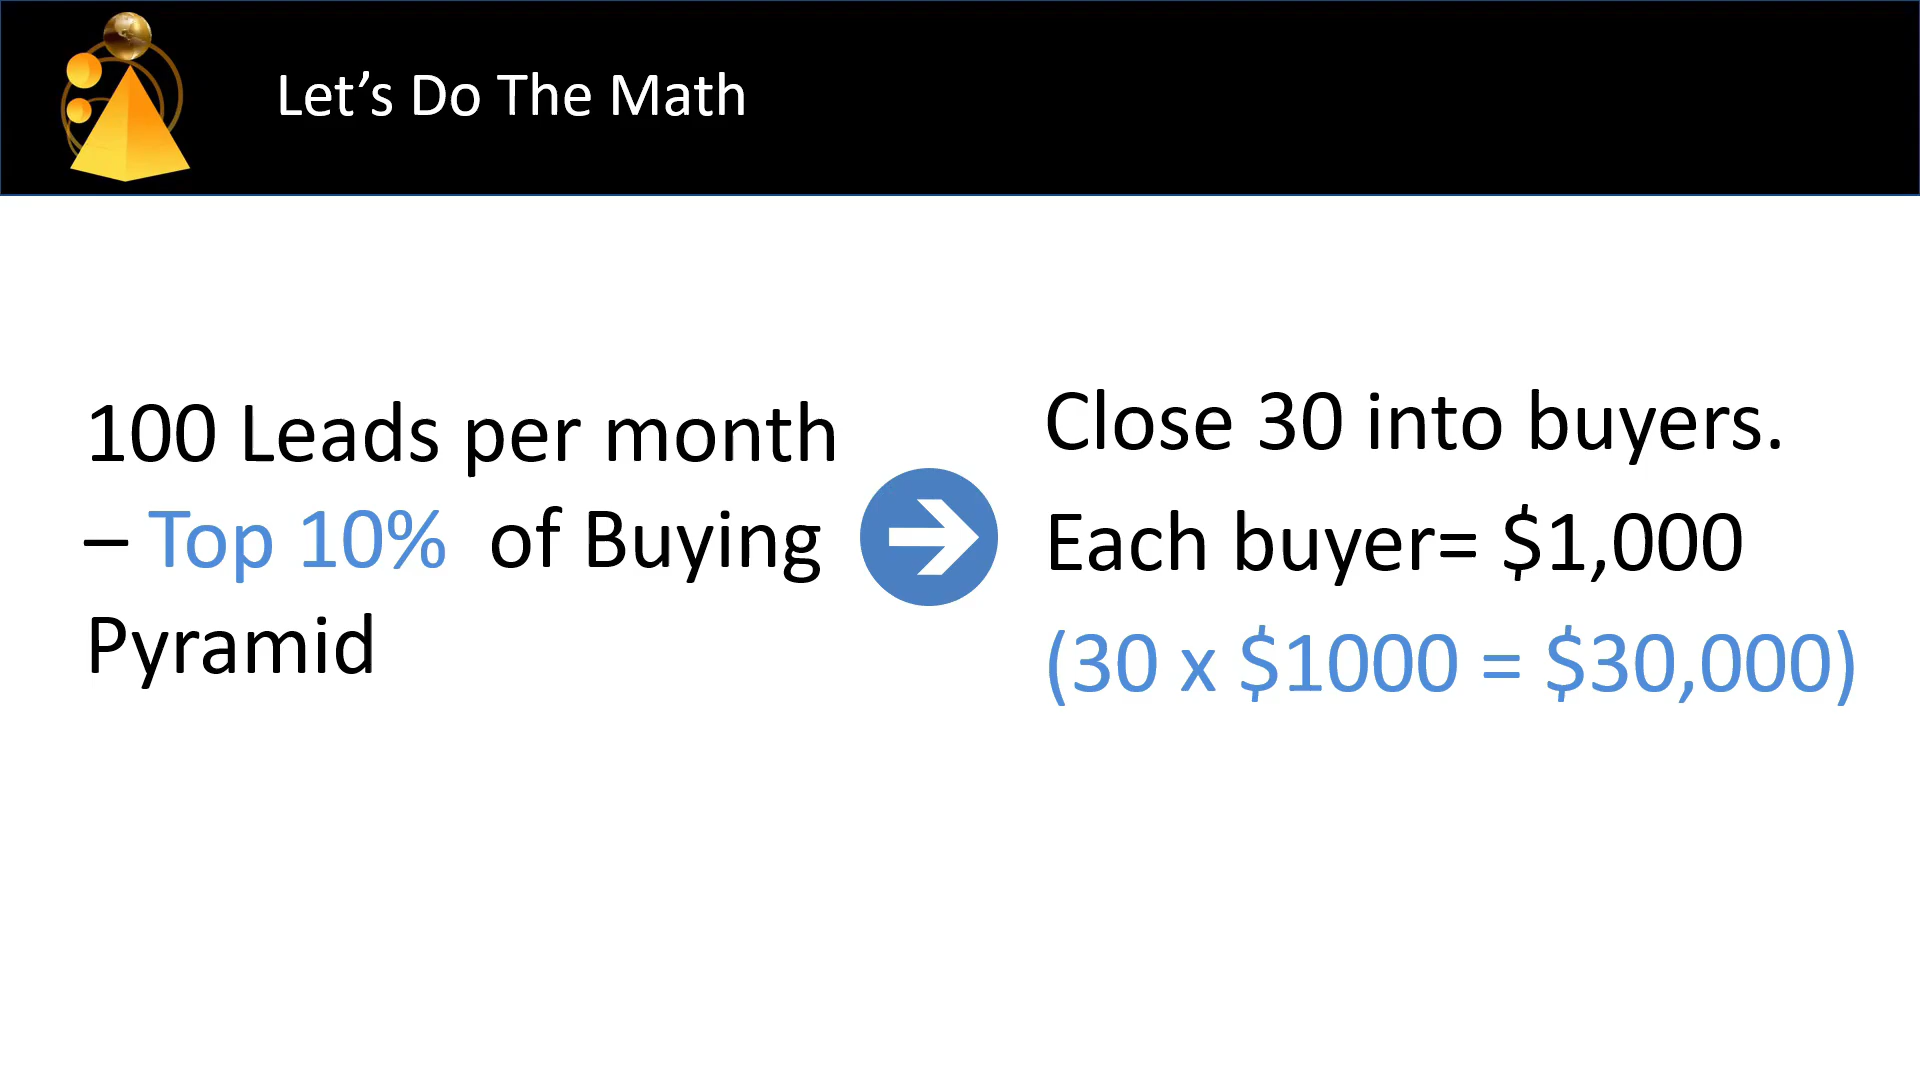 Let’s Do The Math
100 Leads per month
– Top 10% of Buying
Pyramid
Close 30 into buyers.
Each buyer= $1,000
(30 x $1000 = $30,000)